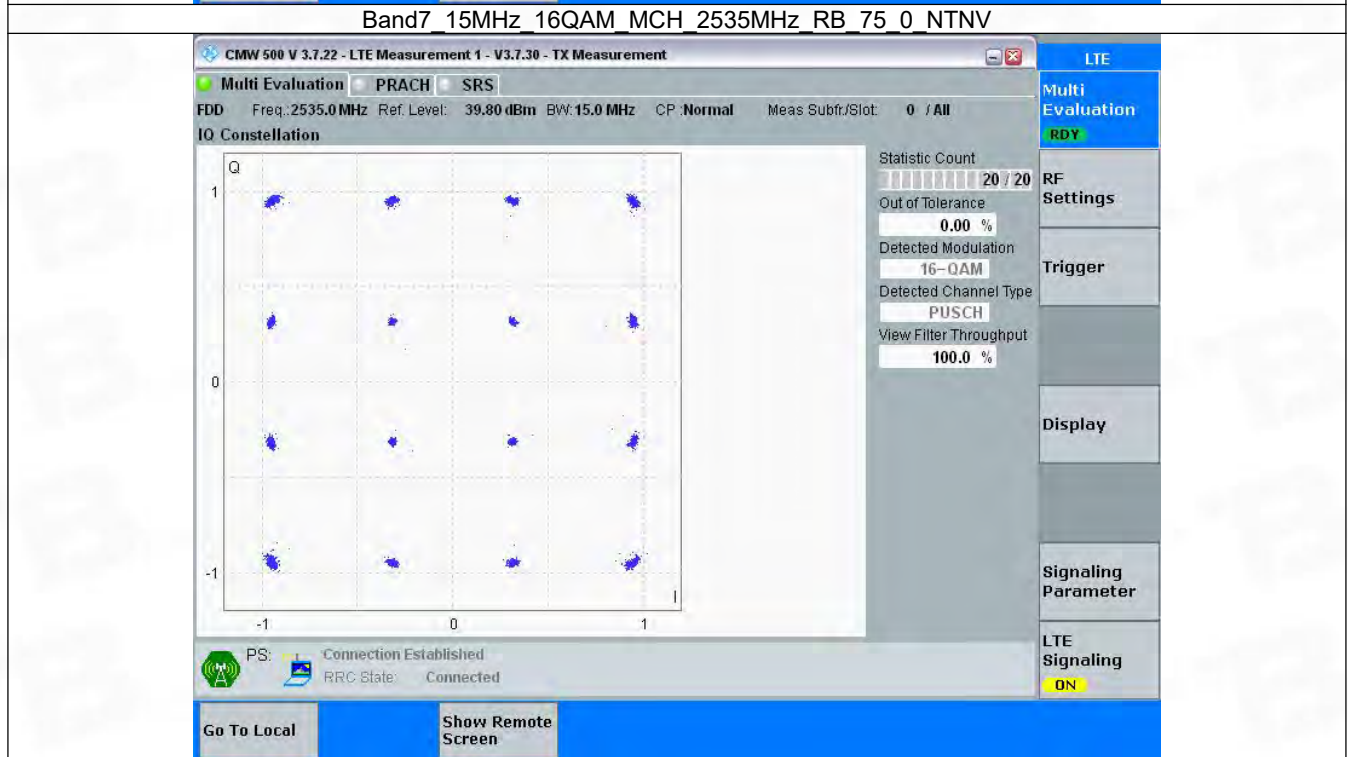 Band7_15MHz_16QAM_MCH_2535MHz_RB_75_0_NTNV
CMW 500 V 3.7.22 - LTE Measurement 1 - V3.7.30 - TX Measurement
LTE
Multi Evaluation PRACH SRS
Multi
Evaluation
RDY
FDD Freq.:2535.0 MHz Ref. Level: 39.80 dBm BW:15.0 MHz CP :Normal Meas Subfr./Slot: 0 / All
IQ Constellation
Q
1
0
-1
-1 0 1
I
Statistic Count
20 / 20
Out of Tolerance
0.00 %
Detected Modulation
16-QAM
Detected Channel Type
PUSCH
View Filter Throughput
100.0 %
RF
Settings
Trigger
Display
Signaling
Parameter
LTE
Signaling
ON
PS: Connection Established
RRC State: Connected
Go To Local
Show Remote
Screen